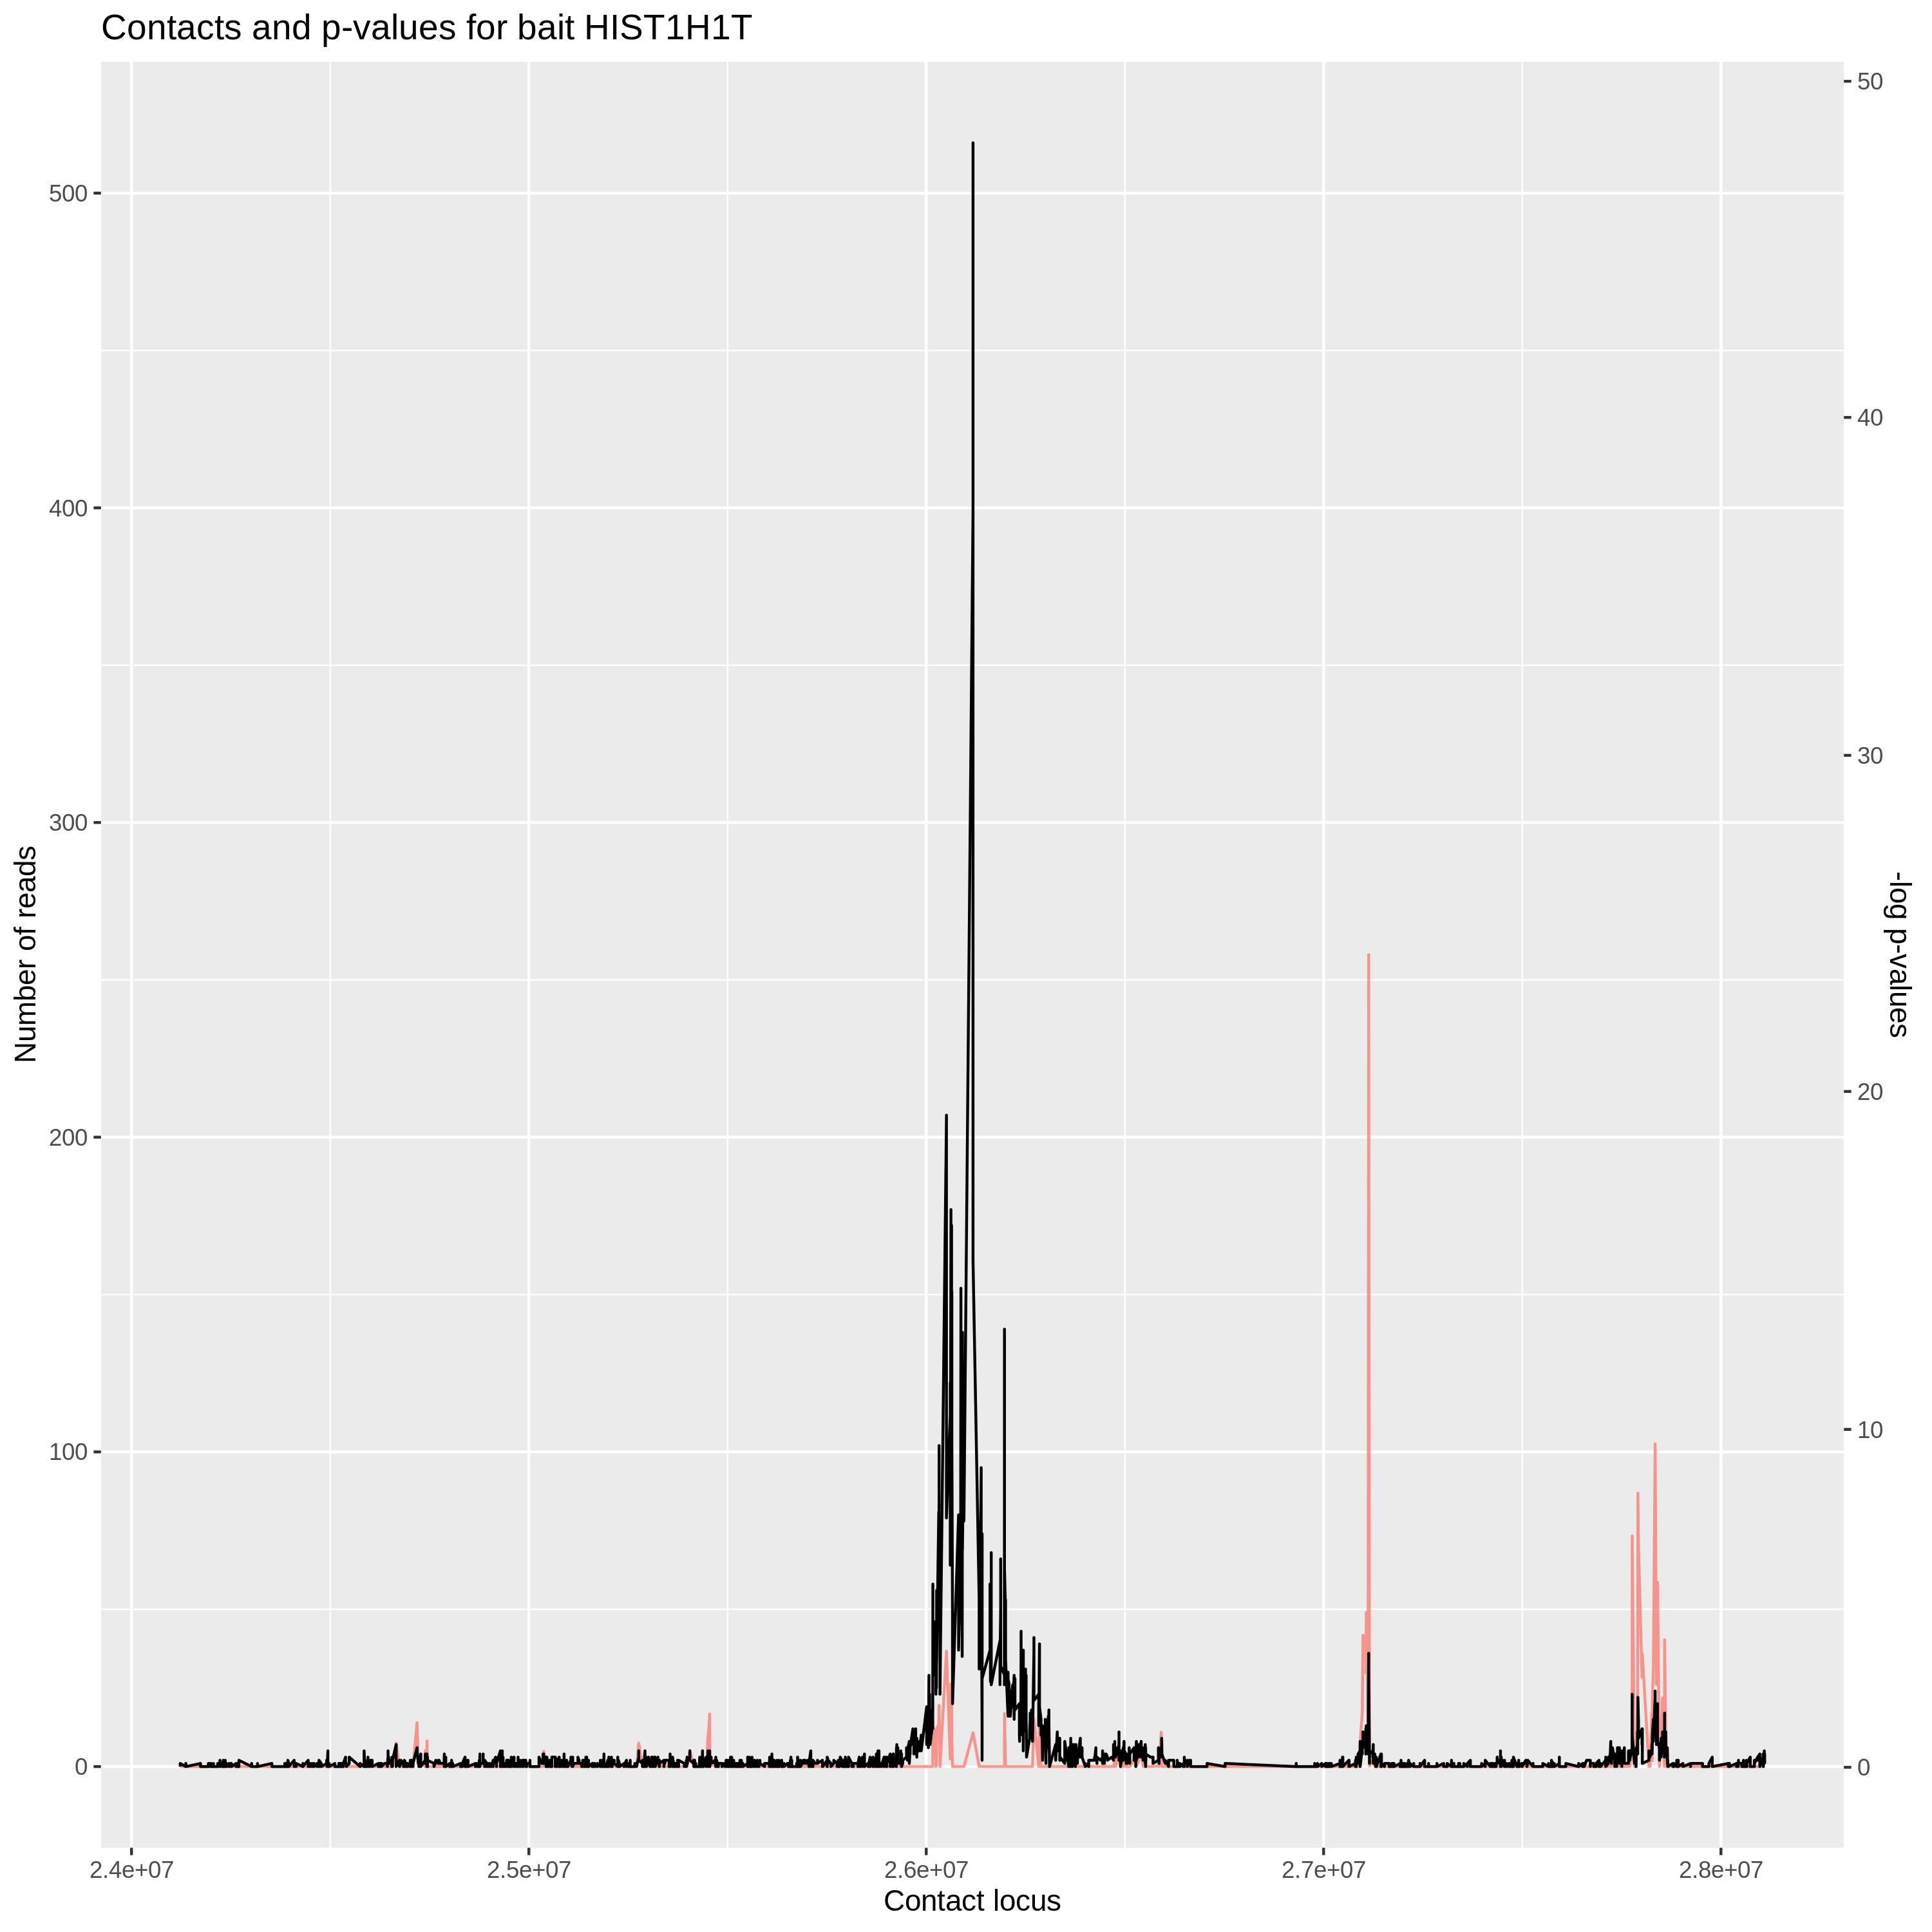 Contacts and p-values for bait HIST1H1T
500
400
300
200
100
0
Number of reads
50
40
30
20
10
0
-log p-values
2.4e+07
2.5e+07
2.6e+07
2.7e+07
2.8e+07
Contact locus